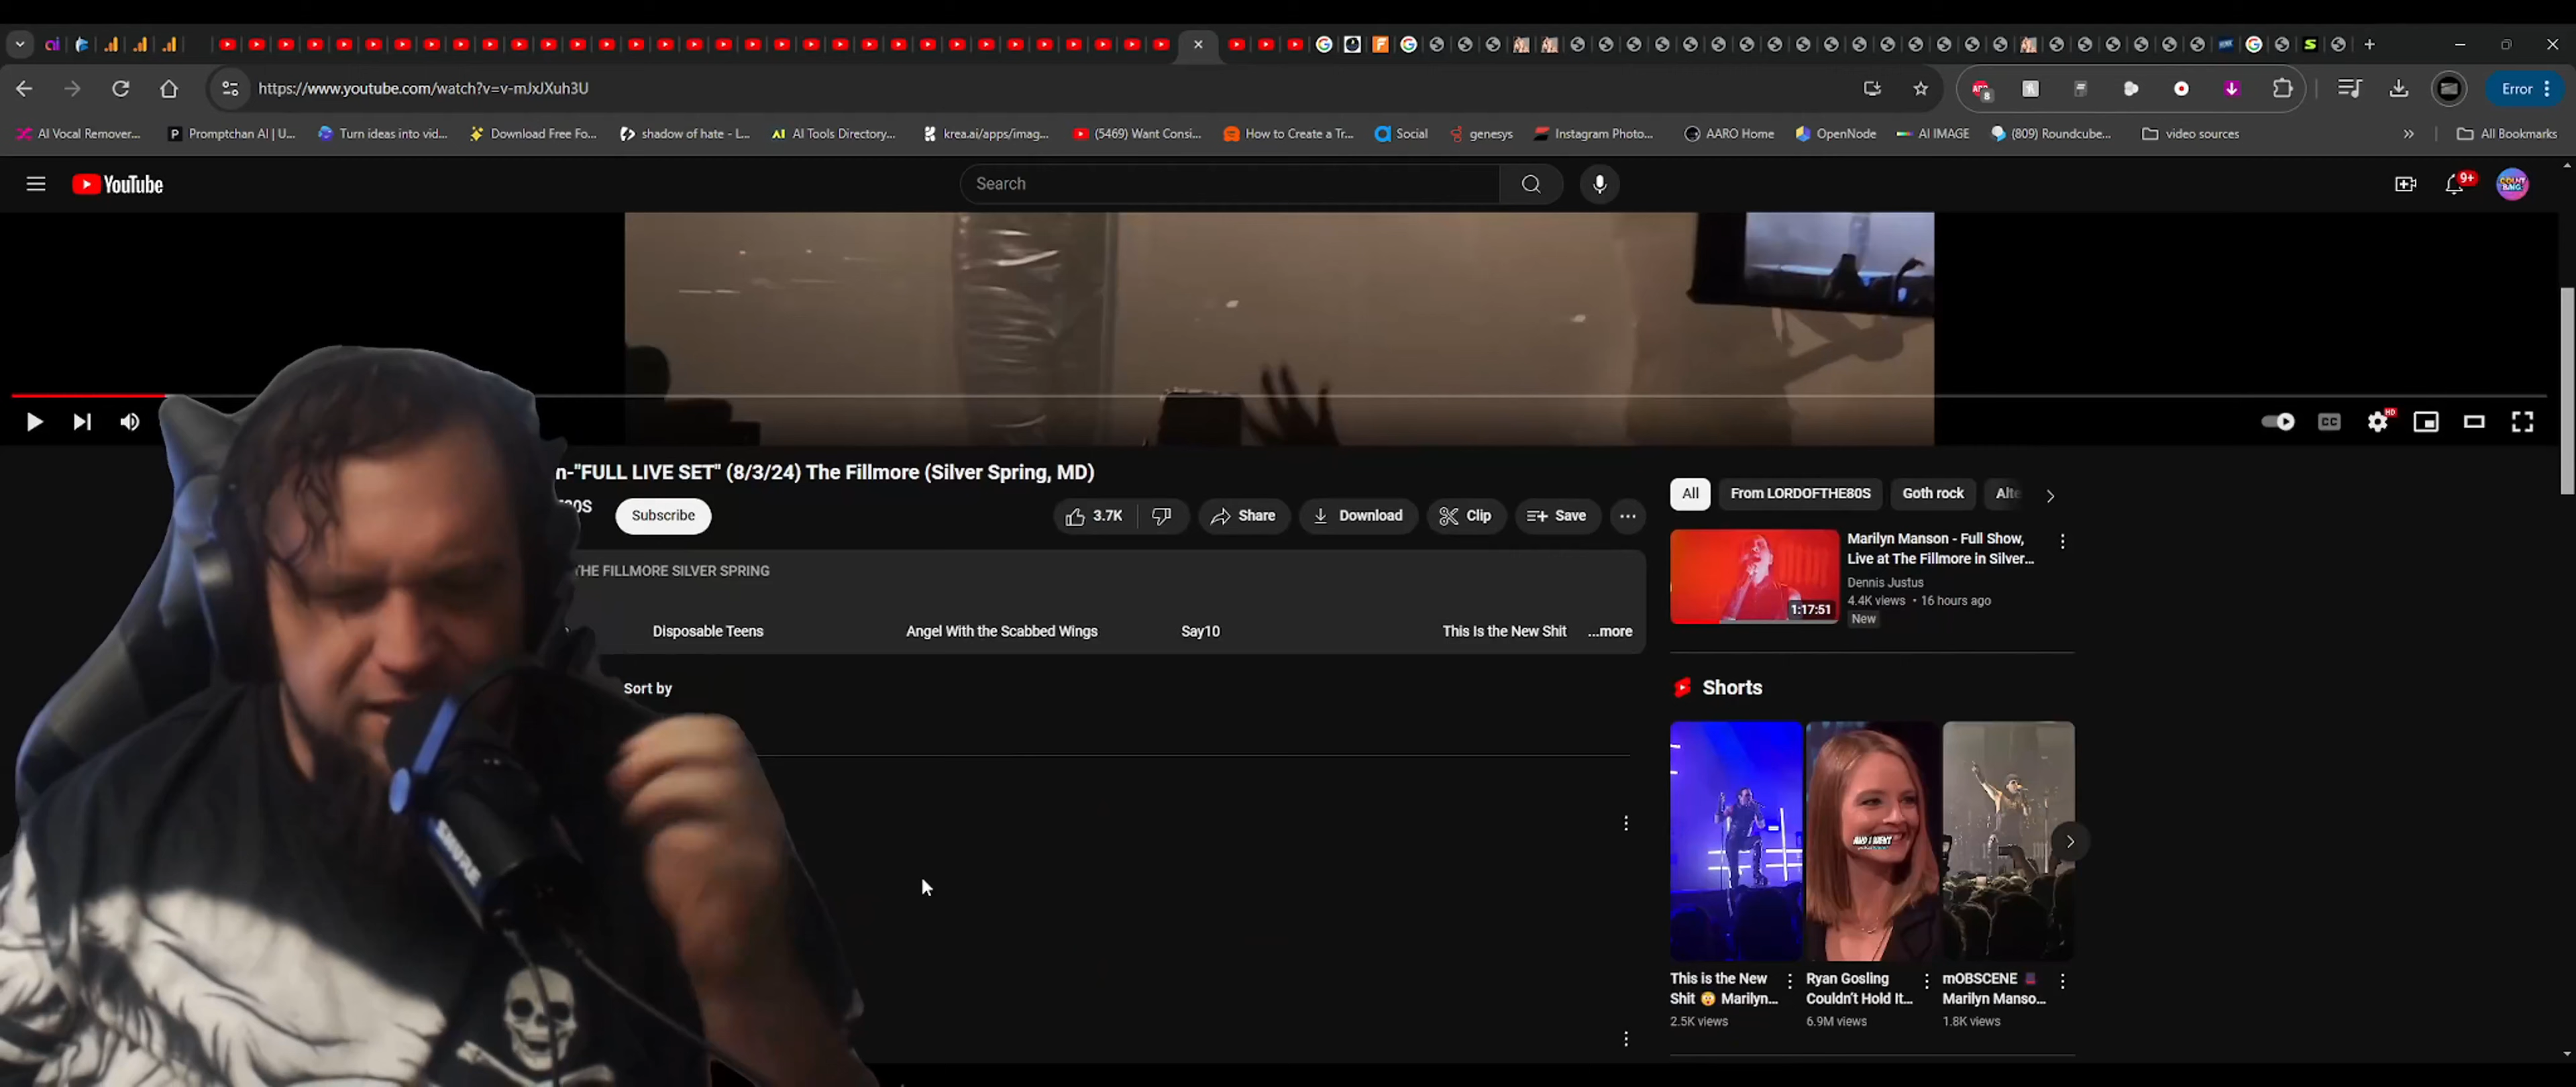 Error
https://www.youtube.com/watch?v=v-mJxJXuh3U
AI Vocal Remover...
Promptchan AI | U...
Turn ideas into vid...
Download Free Fo...
shadow of hate - L...
AI Tools Directory...
krea.ai/apps/imag...
(5469) Want Consi...
How to Create a Tr...
Social
genesys
Instagram Photo...
AARO Home
OpenNode
AI IMAGE
(809) Roundcube...
video sources
All Bookmarks
YouTube
Search
9+
CC
HD
n-"FULL LIVE SET" (8/3/24) The Fillmore (Silver Spring, MD)
Subscribe
3.7K
Share
Download
Clip
Save
THE FILLMORE SILVER SPRING
Disposable Teens
Angel With the Scabbed Wings
Say10
This Is the New Shit
...more
Sort by
SHURE
All
From LORDOFTHE80S
Goth rock
Alte
Marilyn Manson - Full Show,
Live at The Fillmore in Silver...
Dennis Justus
4.4K views • 16 hours ago
New
1:17:51
Shorts
AND I WENT
This is the New
Shit 😲 Marilyn...
2.5K views
Ryan Gosling
Couldn't Hold It...
6.9M views
mOBSCENE
Marilyn Manso...
1.8K views